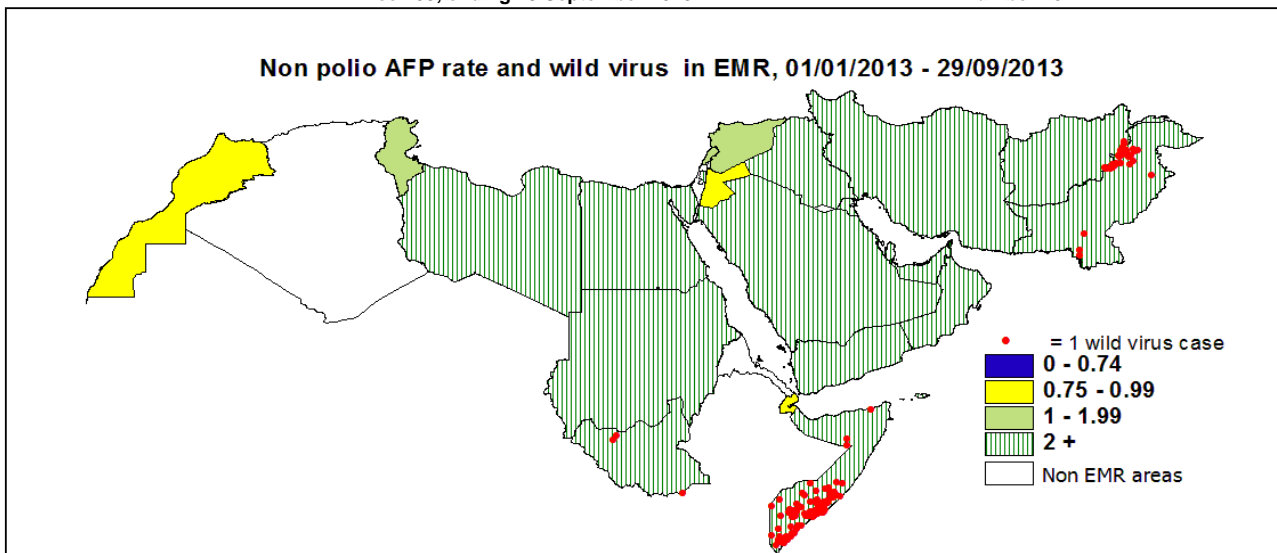 Non polio AFP rate and wild virus in EMR, 01/01/2013 - 29/09/2013
= 1 wild virus case
0 - 0.74
0.75 - 0.99
1 - 1.99
2 +
Non EMR areas